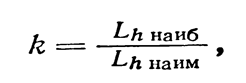 k = L_h наиб / L_h наим ,